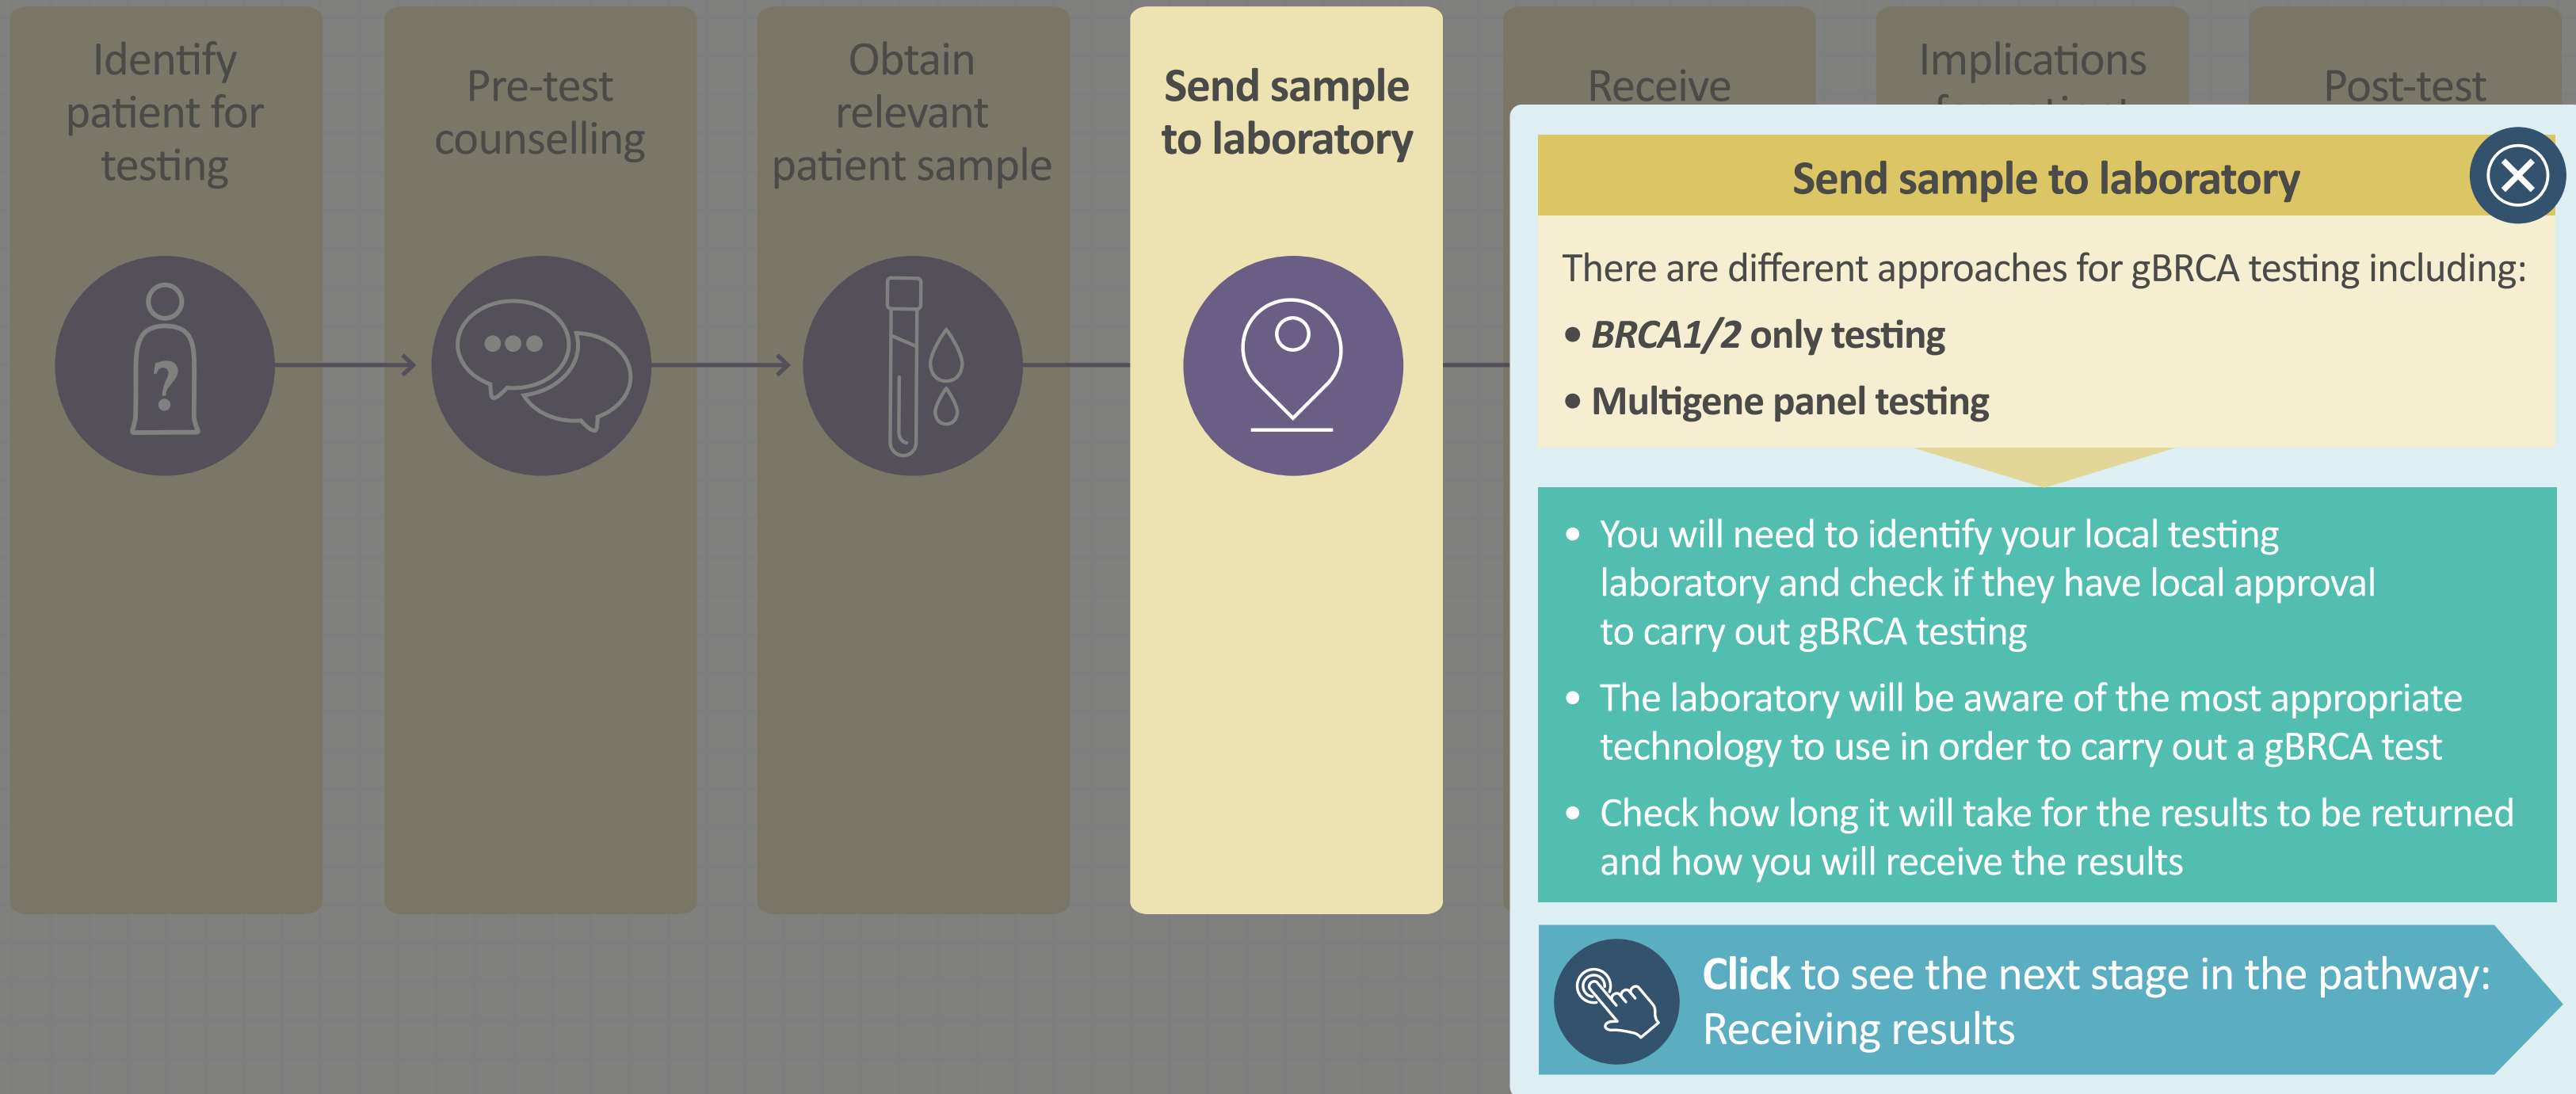 Identify
patient for
testing
Pre-test
counselling
Obtain
relevant
patient sample
Send sample
to laboratory
Receive
Implications
Post-test
?
Send sample to laboratory
There are different approaches for gBRCA testing including:
• BRCA1/2 only testing
• Multigene panel testing
• You will need to identify your local testing
laboratory and check if they have local approval
to carry out gBRCA testing
• The laboratory will be aware of the most appropriate
technology to use in order to carry out a gBRCA test
• Check how long it will take for the results to be returned
and how you will receive the results
Click to see the next stage in the pathway:
Receiving results